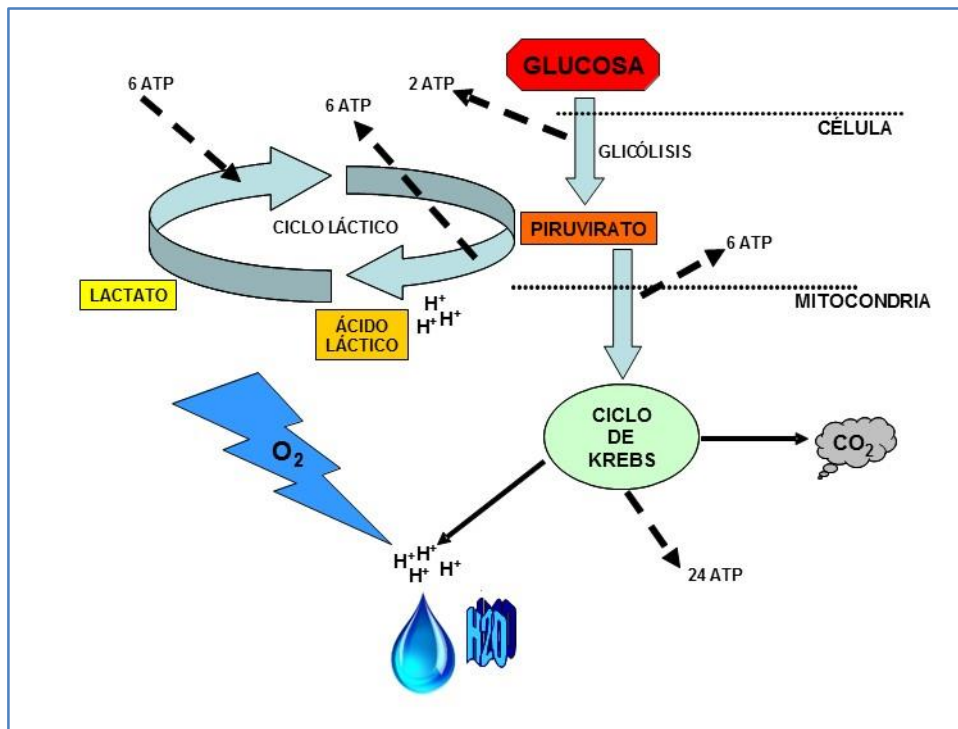 GLUCOSA
6 ATP
6 ATP
2 ATP
CÉLULA
GLICÓLISIS
CICLO LÁCTICO
PIRUVIRATO
6 ATP
LACTATO
MITOCONDRIA
H⁺
H⁺H⁺
ÁCIDO
LÁCTICO
CICLO
DE
KREBS
CO₂
O₂
H⁺H⁺
H⁺ H⁺
24 ATP
H2O